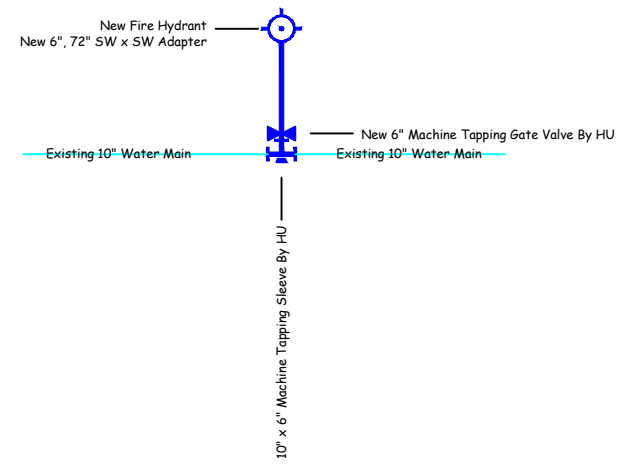 New Fire Hydrant
New 6", 72" SW x SW Adapter
New 6" Machine Tapping Gate Valve By HU
Existing 10" Water Main
Existing 10" Water Main
10" x 6" Machine Tapping Sleeve By HU